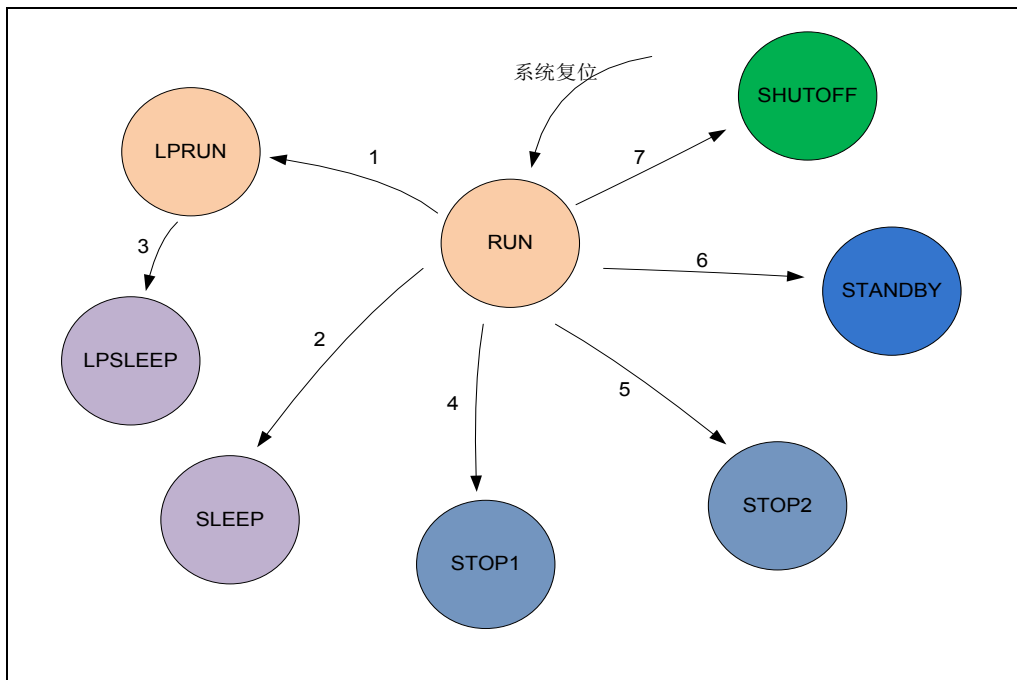 系统复位
SHUTOFF
LPRUN
1
7
RUN
3
6
STANDBY
2
LPSLEEP
4
5
SLEEP
STOP1
STOP2